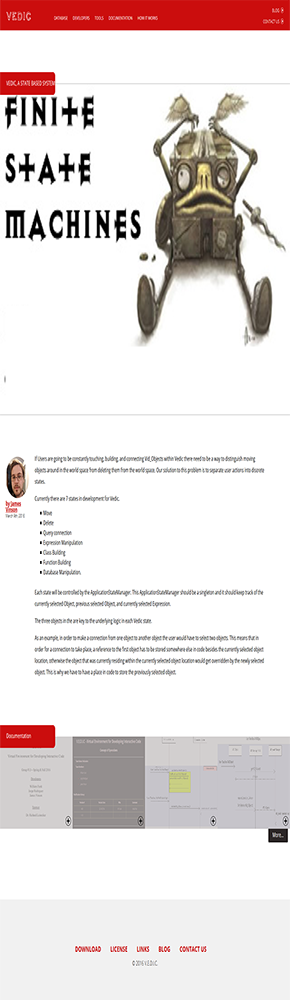 VEDIC
DATABASE DEVELOPERS TOOLS DOCUMENTATION HOW IT WORKS
BLOG
CONTACT US
VEDIC, A STATE BASED SYSTEM
FINITE
STATE
MACHINES
If Users are going to be constantly touching, building, and connecting Vid_Objects within Vedic there need to be a way to distinguish moving
objects around in the world space from deleting them from the world space. Our solution to this problem is to separate user actions into discrete
states.
By James
Vinson
Currently there are 7 states in development for Vedic.
Move
Delete
Query connection
Expression Manipulation
Class Building
Function Building
Database Manipulation.
Each state will be controlled by the ApplicationStateManager. This ApplicationStateManager should be a singleton and it should keep track of the
currently selected Object, previous selected Object, and currently selected Expression.
The three objects in the are key to the underlying logic in each Vedic state.
As an example, in order to make a connection from one object to another object the user would have to select two objects. This means that in
order for a connection to take place, a reference to the first object has to be stored somewhere else in code besides the currently selected object
location, otherwise the object that was currently residing within the currently selected object location would get overridden by the newly selected
object. This is why we have to have a place in code to store the previously selected object.
Documentation
More...
DOWNLOAD LICENSE LINKS BLOG CONTACT US
© 2016 V.E.D.I.C.